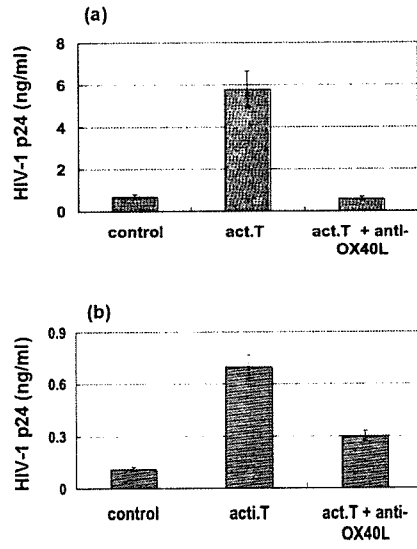 (a)
HIV-1 p24 (ng/ml)
8
6
4
2
0
control act.T act.T + anti-
OX40L
(b)
HIV-1 p24 (ng/ml)
0.9
0.6
0.3
0
control acti.T act.T + anti-
OX40L